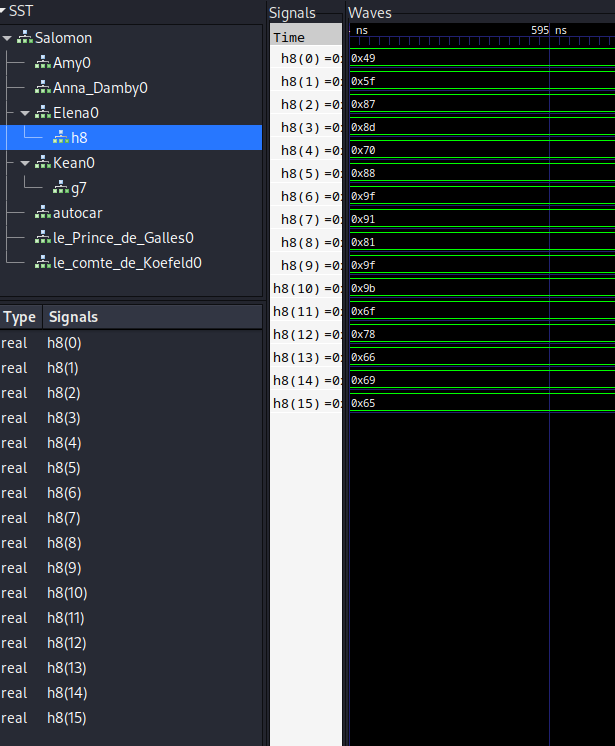 SST
Salomon
Amy0
Anna_Damby0
Elena0
h8
Kean0
g7
autocar
le_Prince_de_Galles0
le_comte_de_Koefeld0
Type Signals
real h8(0)
real h8(1)
real h8(2)
real h8(3)
real h8(4)
real h8(5)
real h8(6)
real h8(7)
real h8(8)
real h8(9)
real h8(10)
real h8(11)
real h8(12)
real h8(13)
real h8(14)
real h8(15)
Signals
Time
h8(0) =0
h8(1) =0
h8(2) =0
h8(3) =0
h8(4) =0
h8(5) =0
h8(6) =0
h8(7) =0
h8(8) =0
h8(9) =0
h8(10) =0
h8(11) =0
h8(12) =0
h8(13) =0
h8(14) =0
h8(15) =0
Waves
ns 595 ns
0x49
0x5f
0x87
0x8d
0x70
0x88
0x9f
0x91
0x81
0x9f
0x9b
0x6f
0x78
0x66
0x69
0x65